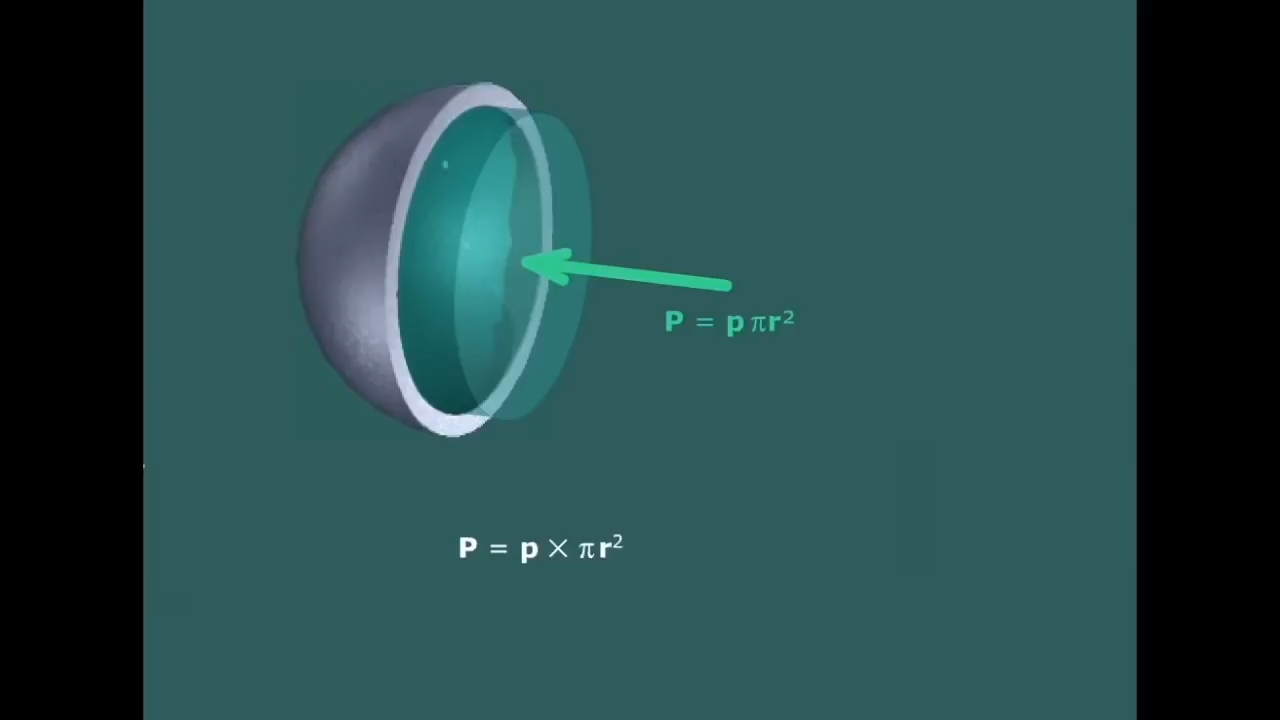 P = p πr²
P = p × πr²